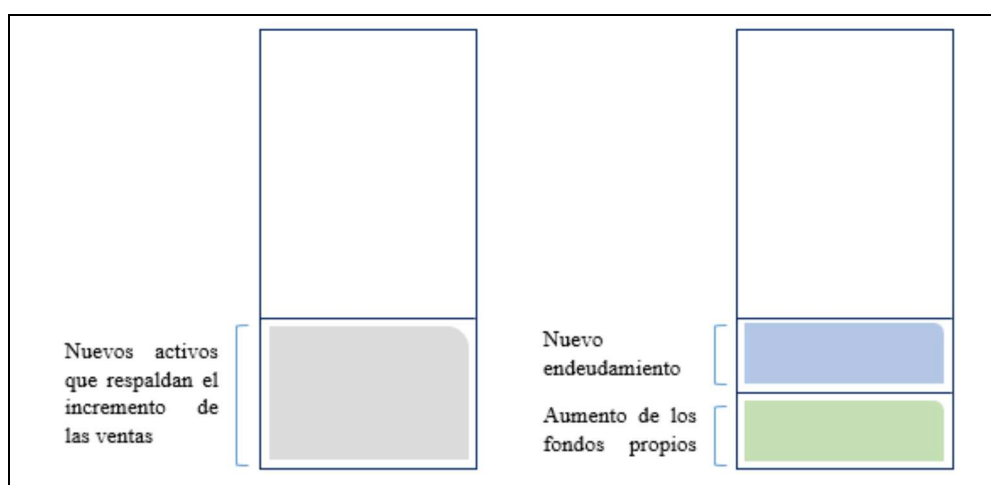 Nuevos activos
que respaldan el
incremento de
las ventas
Nuevo
endeudamiento
Aumento de los
fondos propios